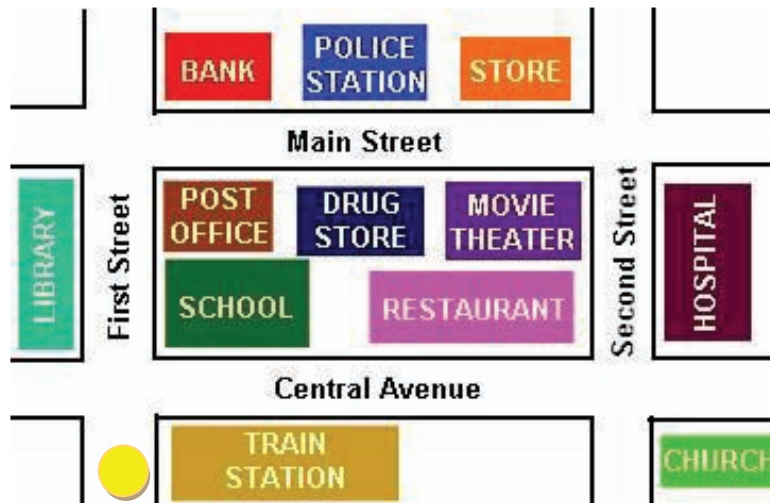 BANK
POLICE
STATION
STORE
Main Street
LIBRARY
First Street
POST
OFFICE
DRUG
STORE
MOVIE
THEATER
Second Street
HOSPITAL
SCHOOL
RESTAURANT
Central Avenue
TRAIN
STATION
CHURCH